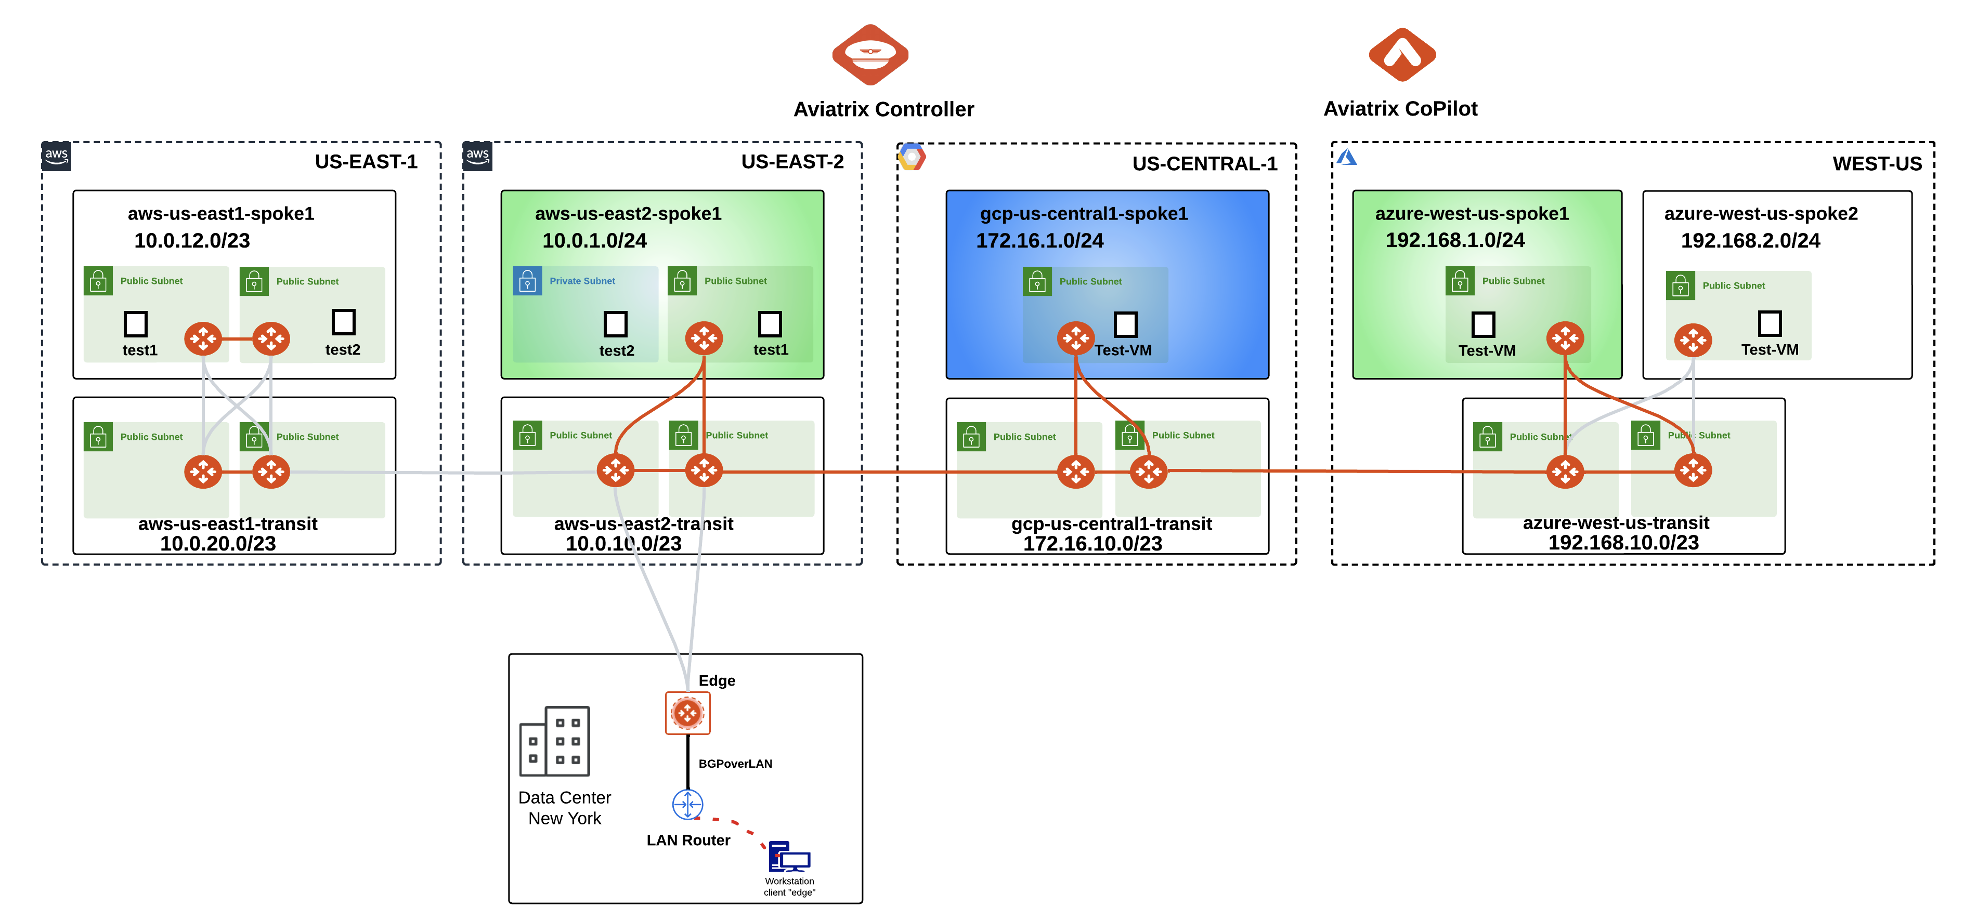 Aviatrix Controller
Aviatrix CoPilot
aws
US-EAST-1
aws-us-east1-spoke1
10.0.12.0/23
Public Subnet
Public Subnet
test1
test2
Public Subnet
Public Subnet
aws-us-east1-transit
10.0.20.0/23
aws
US-EAST-2
aws-us-east2-spoke1
10.0.1.0/24
Private Subnet
Public Subnet
test2
test1
Public Subnet
Public Subnet
aws-us-east2-transit
10.0.10.0/23
US-CENTRAL-1
gcp-us-central1-spoke1
172.16.1.0/24
Public Subnet
Test-VM
Public Subnet
Public Subnet
gcp-us-central1-transit
172.16.10.0/23
WEST-US
azure-west-us-spoke1
192.168.1.0/24
Public Subnet
Test-VM
azure-west-us-spoke2
192.168.2.0/24
Public Subnet
Test-VM
Public Subnet
Public Subnet
azure-west-us-transit
192.168.10.0/23
Edge
BGPoverLAN
Data Center
New York
LAN Router
Workstation
client "edge"